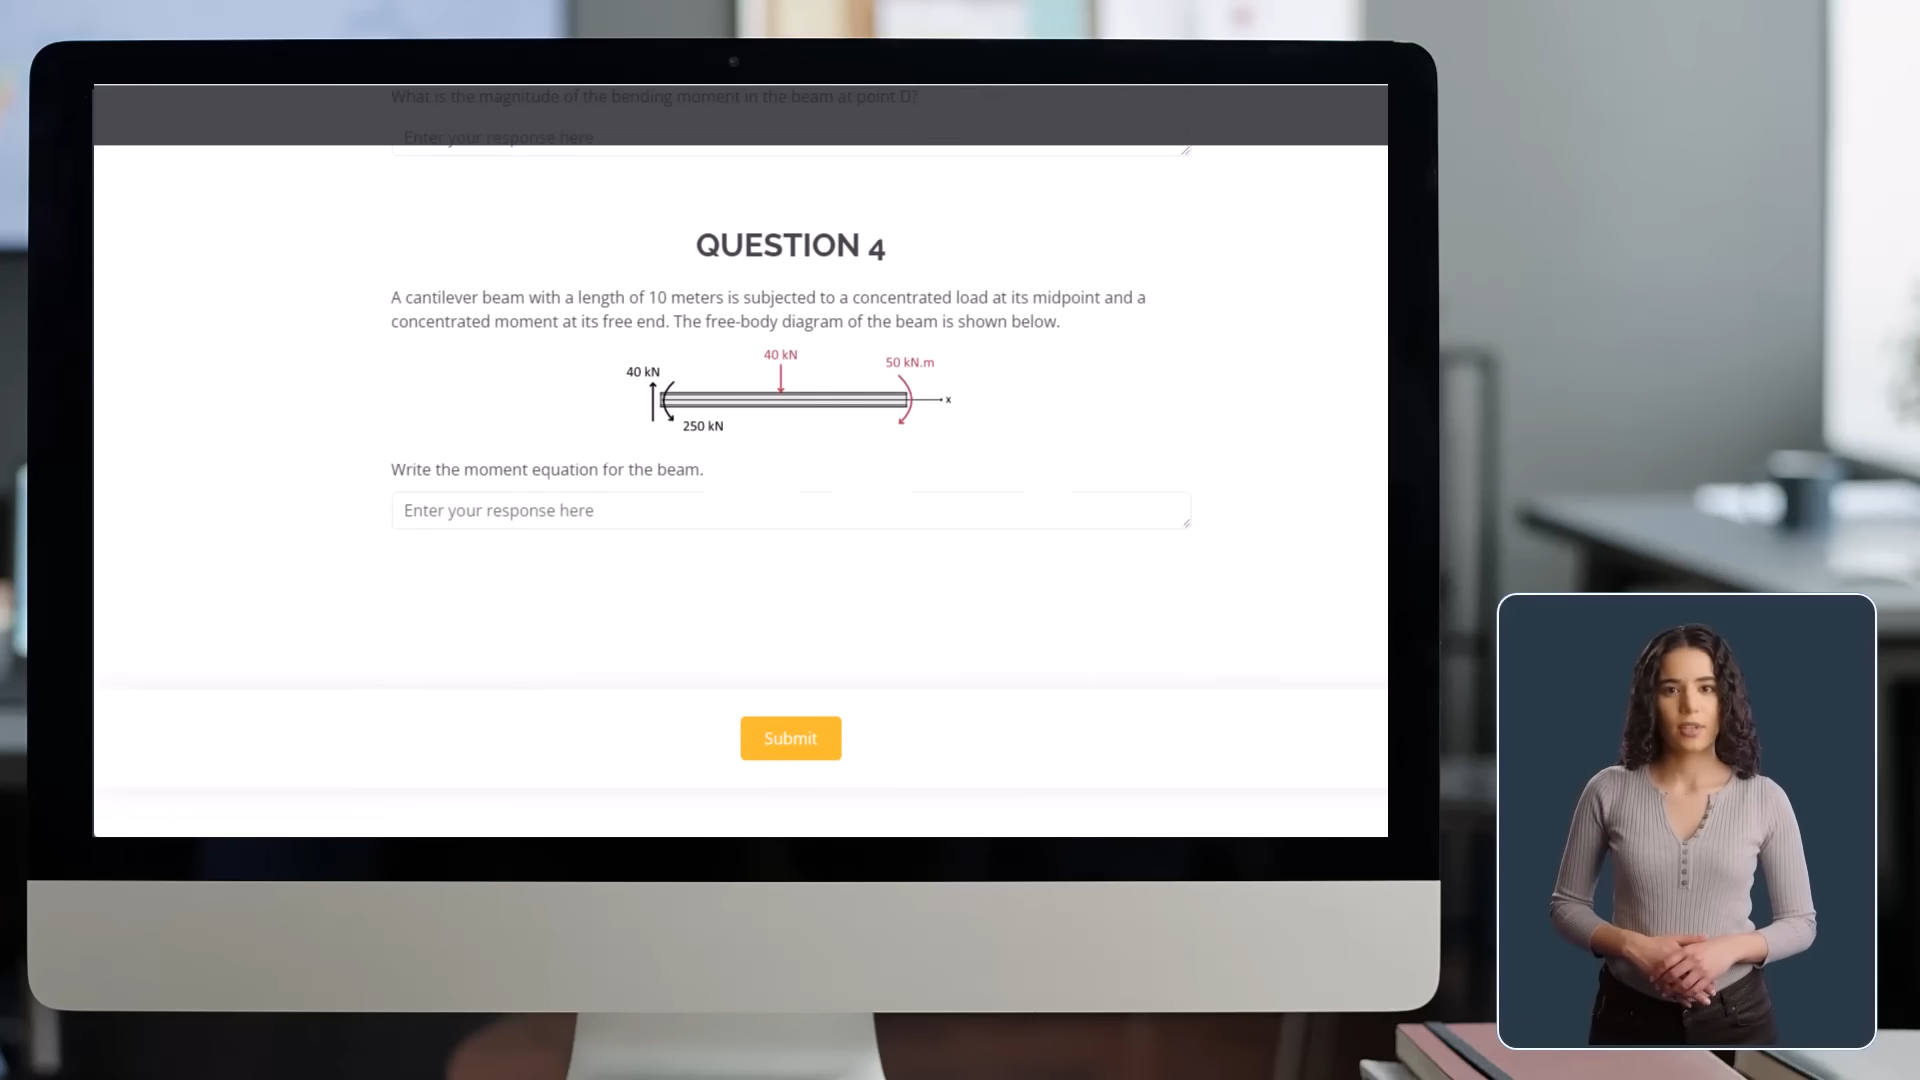 What is the magnitude of the bending moment in the beam at point D?
Enter your response here
QUESTION 4
A cantilever beam with a length of 10 meters is subjected to a concentrated load at its midpoint and a
concentrated moment at its free end. The free-body diagram of the beam is shown below.
40 kN
50 kN.m
40 kN
x
250 kN
Write the moment equation for the beam.
Enter your response here
Submit